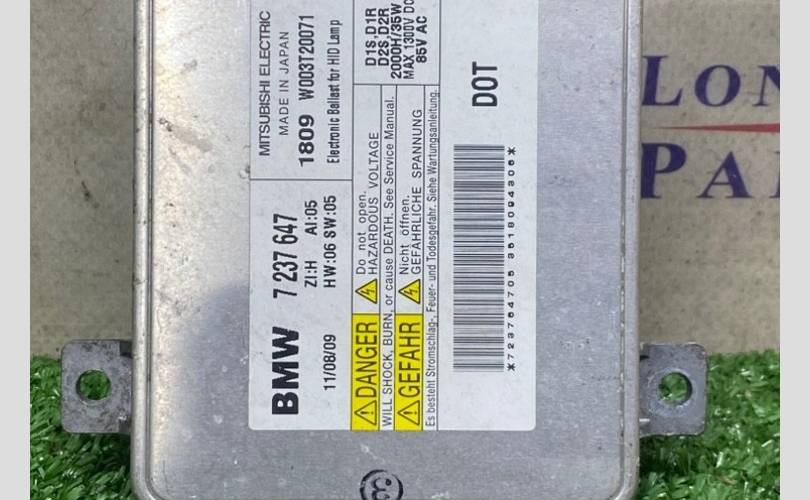 BMW 7 237 647
11/08/09
ZI:H AI:05
HW:06 SW:05
MITSUBISHI ELECTRIC
MADE IN JAPAN
1809 W003T20071
Electronic Ballast for HID Lamp
D1S,D1R
D2S,D2R
2000H/35W
MAX 1300V DC
85V AC
DANGER
Do not open.
HAZARDOUS VOLTAGE
WILL SHOCK, BURN, or cause DEATH. See Service Manual.
GEFAHR
Nicht öffnen.
GEFÄHRLICHE SPANNUNG
Es besteht Stromschlag-, Feuer- und Todesgefahr. Siehe Wartungsanleitung.
DOT